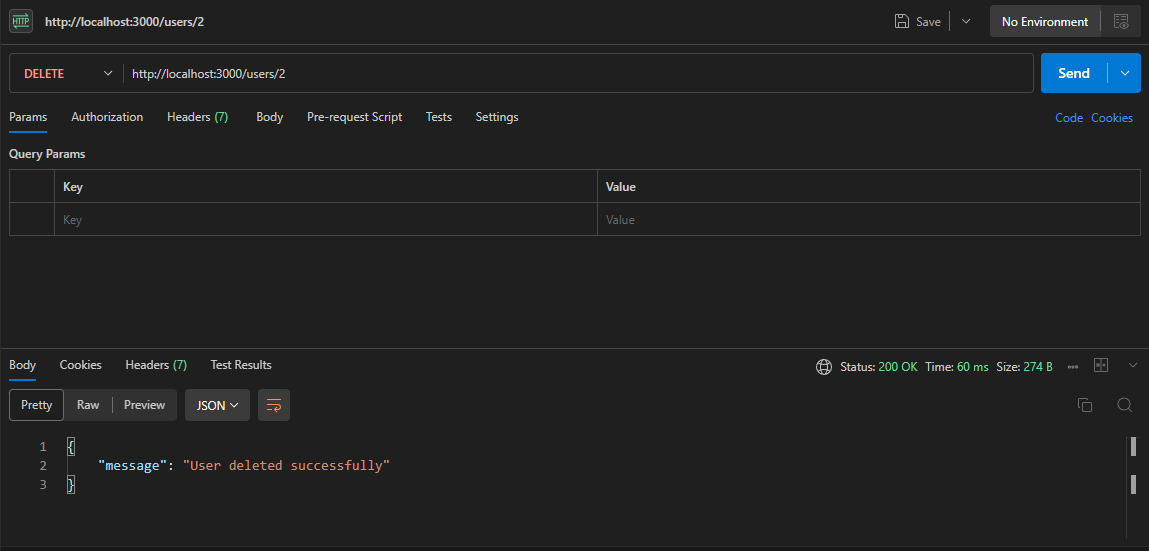 HTTP http://localhost:3000/users/2 Save No Environment
DELETE http://localhost:3000/users/2 Send
Params Authorization Headers (7) Body Pre-request Script Tests Settings Code Cookies
Query Params
Key Value
Key Value
Body Cookies Headers (7) Test Results Status: 200 OK Time: 60 ms Size: 274 B
Pretty Raw Preview JSON
1 {
2 "message": "User deleted successfully"
3 }